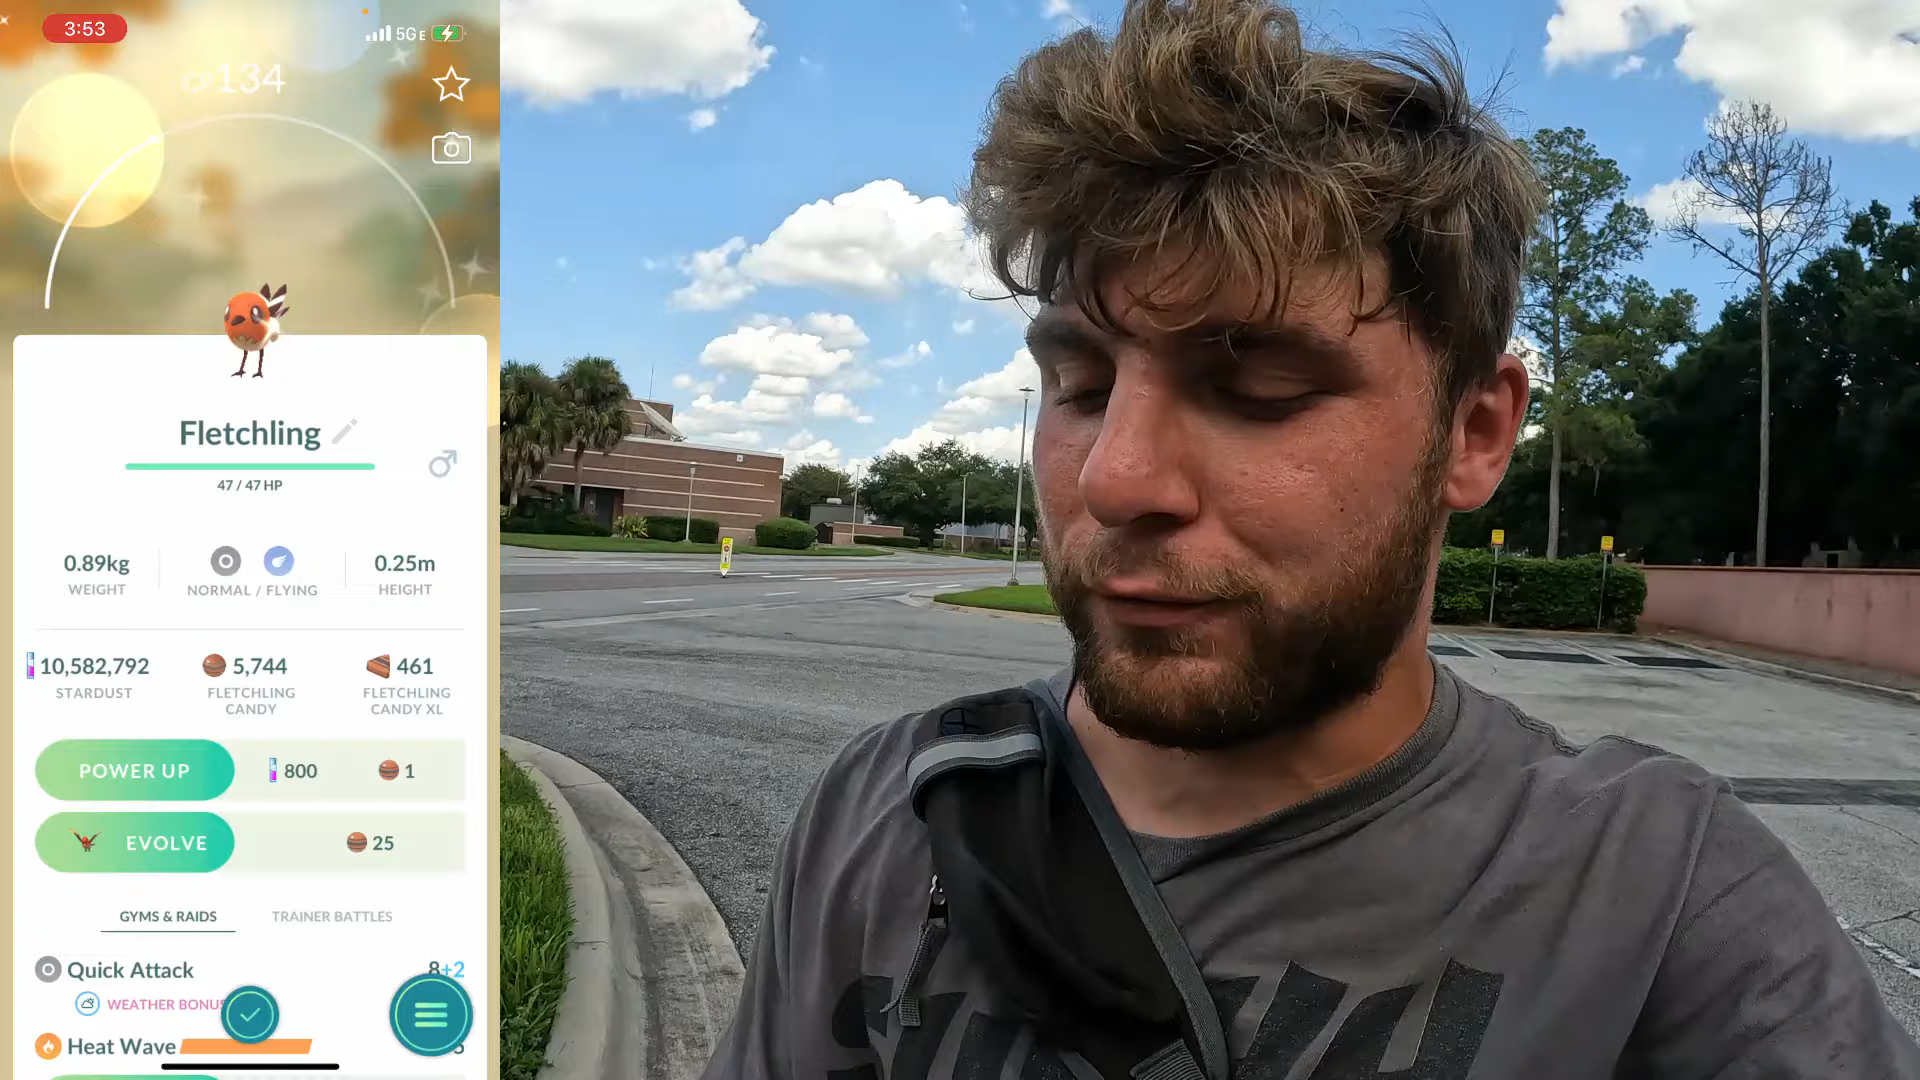 3:53
5GE
CP134
Fletchling
47 / 47 HP
0.89kg
WEIGHT
NORMAL / FLYING
0.25m
HEIGHT
10,582,792
STARDUST
5,744
FLETCHLING
CANDY
461
FLETCHLING
CANDY XL
POWER UP
800
1
EVOLVE
25
GYMS & RAIDS
TRAINER BATTLES
Quick Attack
8+2
WEATHER BONUS
Heat Wave